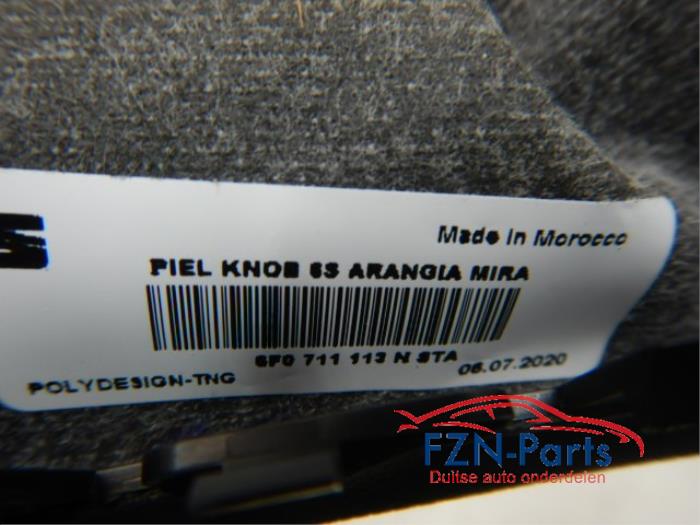 Made in Morocco
PIEL KNOB 6S ARANGIA MIRA
6F0 711 113 N STA
06.07.2020
POLYDESIGN-TNG
FZN-Parts
Duitse auto onderdelen